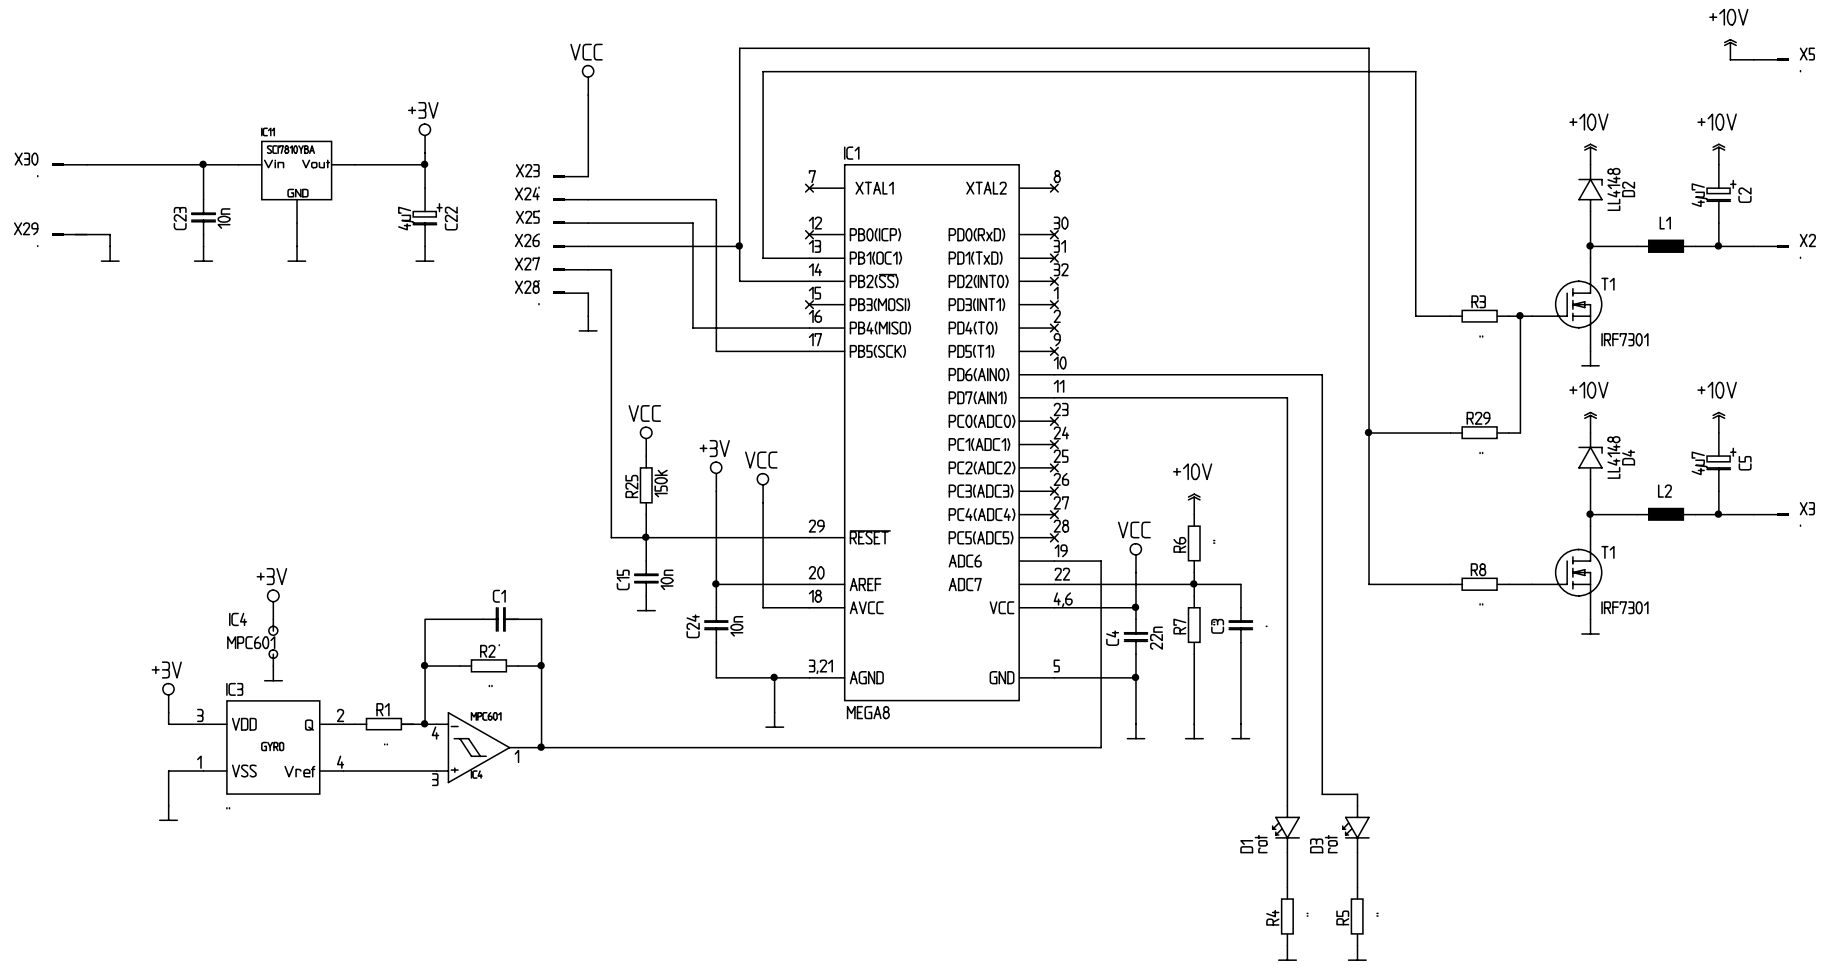 +10V
X5
VCC
+3V
IC11
SCI7810YBA
X30
Vin Vout
GND
C23
10n
4µ7
+
C22
X29
X23
X24
X25
X26
X27
X28
IC1
7 XTAL1 XTAL2 8
12 PB0(ICP) PD0(RxD) 30
13 PB1(OC1) PD1(TxD) 31
14 PB2(SS) PD2(INT0) 32
15 PB3(MOSI) PD3(INT1) 1
16 PB4(MISO) PD4(T0) 2
17 PB5(SCK) PD5(T1) 9
PD6(AIN0) 10
PD7(AIN1) 11
PC0(ADC0) 23
PC1(ADC1) 24
PC2(ADC2) 25
PC3(ADC3) 26
PC4(ADC4) 27
PC5(ADC5) 28
29 RESET
ADC6 19
20 AREF ADC7 22
18 AVCC VCC 4,6
3,21 AGND GND 5
MEGA8
VCC
R25
150k
C15
10n
+3V
VCC
C24
10n
+10V
R6
VCC
R7
C3
C4
22n
+10V
+10V
LL4148
D2
4µ7
+
C2
L1
X2
T1
R3
IRF7301
+10V
+10V
R29
LL4148
D4
4µ7
+
C5
L2
X3
T1
R8
IRF7301
+3V
IC4
MPC601
C1
R2
+3V
IC3
3 VDD Q 2
GYRO
1 VSS Vref 4
R1
MPC601
4 -
3 +
1
IC4
D1
rot
D3
rot
R4
R5